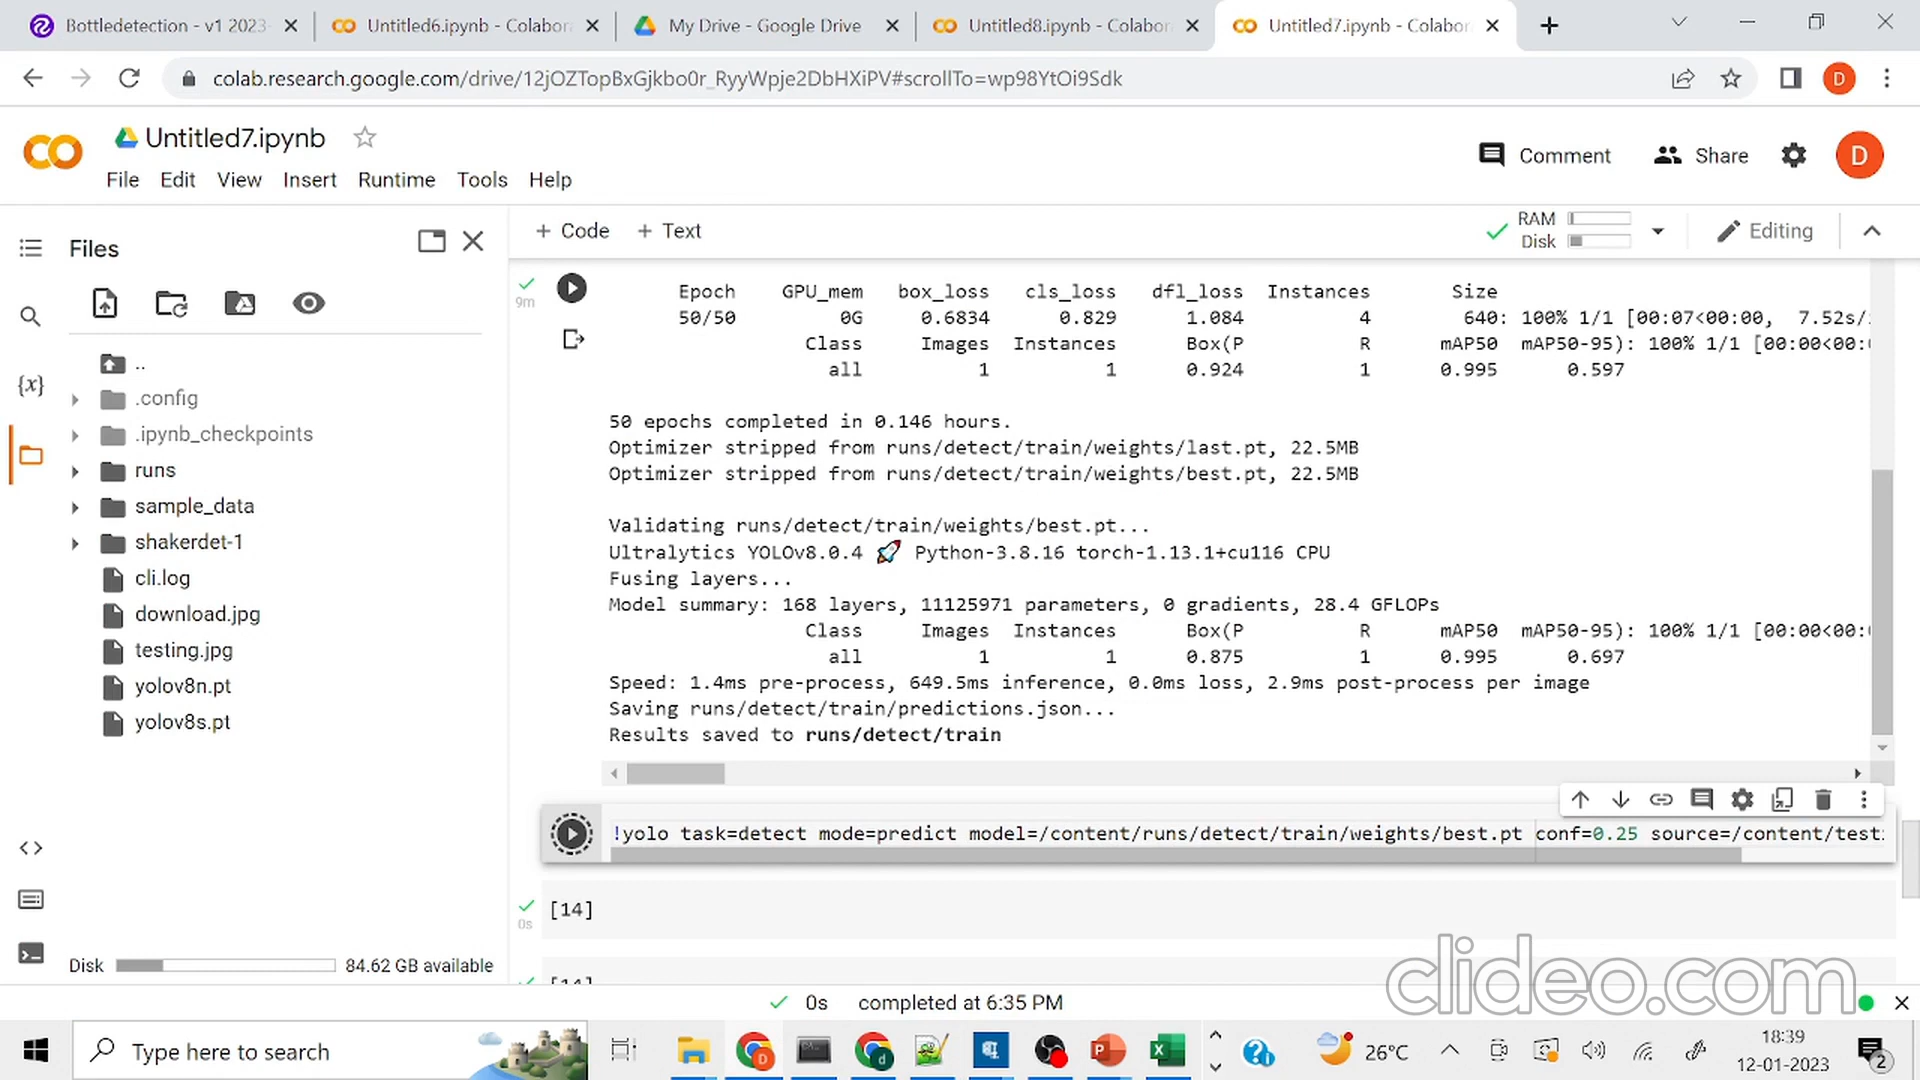 Bottledetection - v1 2023-
Untitled6.ipynb - Colabor
My Drive - Google Drive
Untitled8.ipynb - Colabor
Untitled7.ipynb - Colabor
colab.research.google.com/drive/12jOZTopBxGjkbo0r_RyyWpje2DbHXiPV#scrollTo=wp98YtOi9Sdk
D
Untitled7.ipynb
Comment
Share
D
File Edit View Insert Runtime Tools Help
Files
+ Code + Text
RAM
Disk
Editing
9m
Epoch GPU_mem box_loss cls_loss dfl_loss Instances Size
50/50 0G 0.6834 0.829 1.084 4 640: 100% 1/1 [00:07<00:00, 7.52s/
Class Images Instances Box(P R mAP50 mAP50-95): 100% 1/1 [00:00<00:
all 1 1 0.924 1 0.995 0.597
50 epochs completed in 0.146 hours.
Optimizer stripped from runs/detect/train/weights/last.pt, 22.5MB
Optimizer stripped from runs/detect/train/weights/best.pt, 22.5MB
Validating runs/detect/train/weights/best.pt...
Ultralytics YOLOv8.0.4 🚀 Python-3.8.16 torch-1.13.1+cu116 CPU
Fusing layers...
Model summary: 168 layers, 11125971 parameters, 0 gradients, 28.4 GFLOPs
Class Images Instances Box(P R mAP50 mAP50-95): 100% 1/1 [00:00<00:
all 1 1 0.875 1 0.995 0.697
Speed: 1.4ms pre-process, 649.5ms inference, 0.0ms loss, 2.9ms post-process per image
Saving runs/detect/train/predictions.json...
Results saved to runs/detect/train
{x}
..
.config
.ipynb_checkpoints
runs
sample_data
shakerdet-1
cli.log
download.jpg
testing.jpg
yolov8n.pt
yolov8s.pt
!yolo task=detect mode=predict model=/content/runs/detect/train/weights/best.pt conf=0.25 source=/content/test
[14]
0s
Disk 84.62 GB available
0s completed at 6:35 PM
clideo.com
Type here to search
26°C
18:39
12-01-2023
2